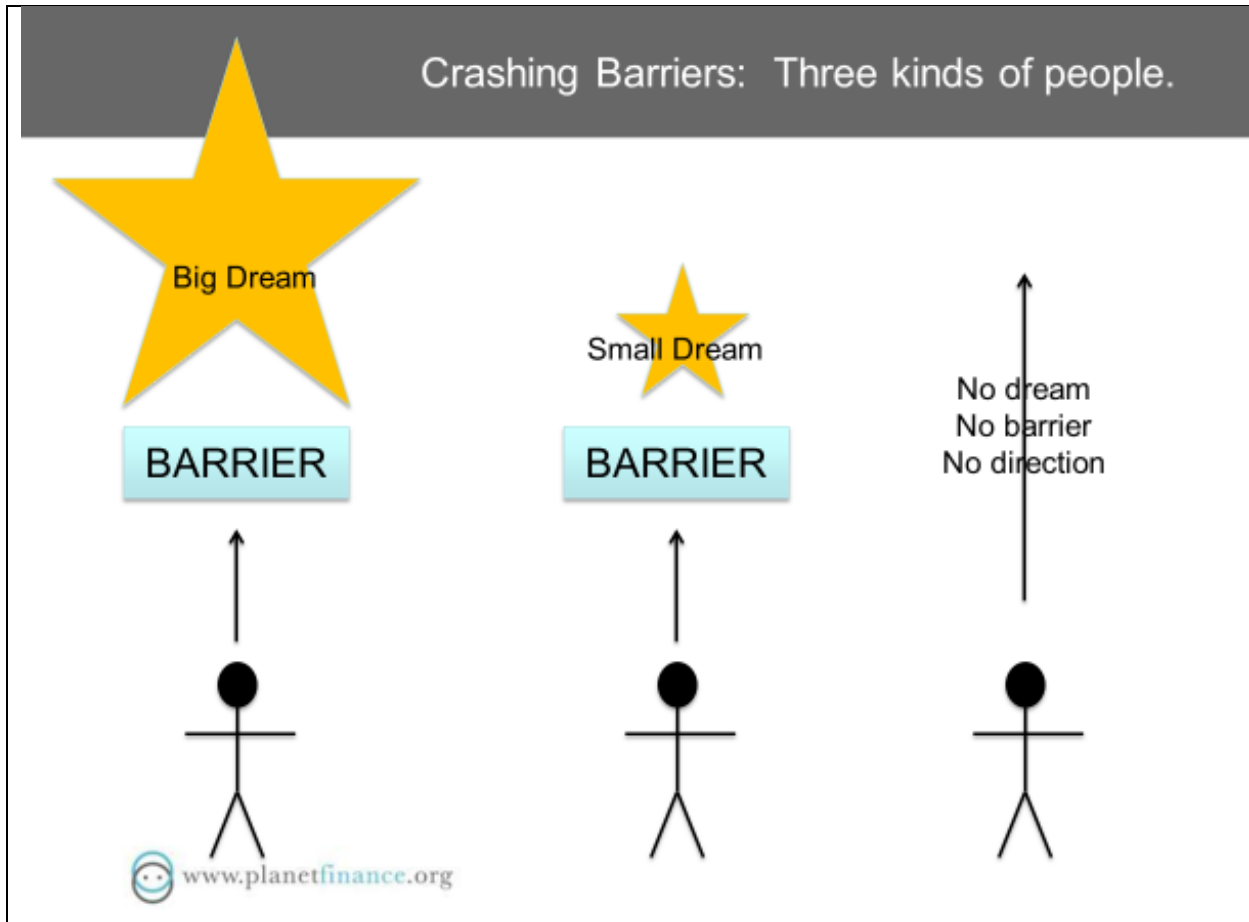 Crashing Barriers: Three kinds of people.
Big Dream
BARRIER
Small Dream
BARRIER
No dream
No barrier
No direction
www.planetfinance.org